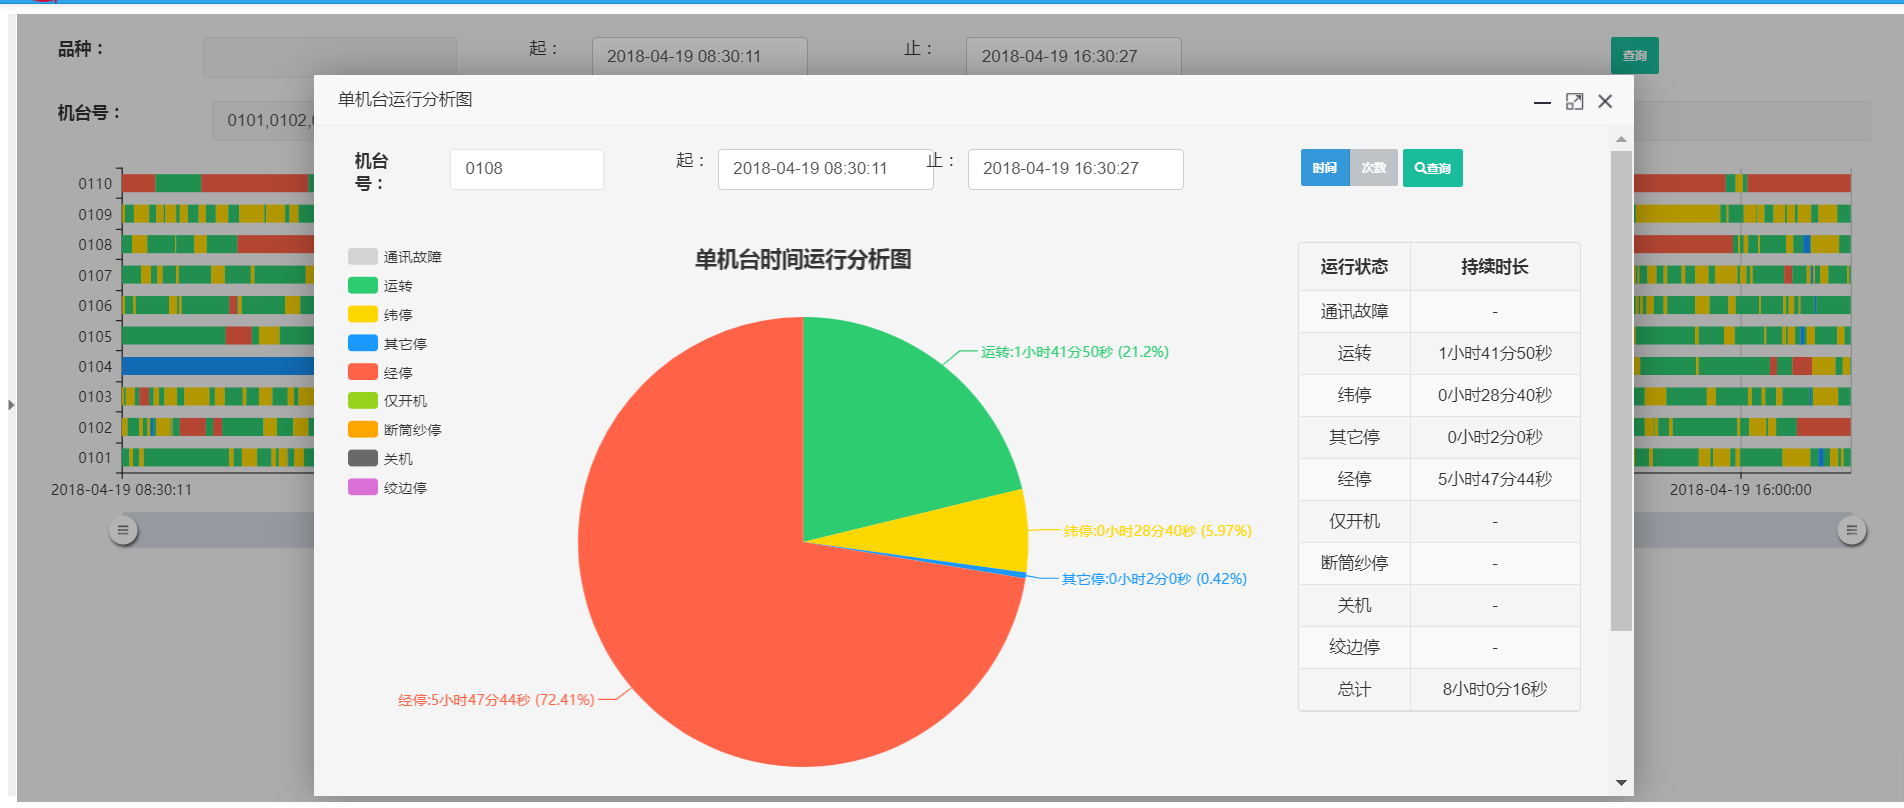 品种： 起： 2018-04-19 08:30:11 止： 2018-04-19 16:30:27 查询
机台号： 0101,0102,
单机台运行分析图
机台号： 0108 起： 2018-04-19 08:30:11 止： 2018-04-19 16:30:27 时间 次数 查询
0110
0109
0108
0107
0106
0105
0104
0103
0102
0101
2018-04-19 08:30:11
2018-04-19 16:00:00
通讯故障
运转
纬停
其它停
经停
仅开机
断筒纱停
关机
绞边停
单机台时间运行分析图
运转:1小时41分50秒 (21.2%)
纬停:0小时28分40秒 (5.97%)
其它停:0小时2分0秒 (0.42%)
经停:5小时47分44秒 (72.41%)
运行状态 持续时长
通讯故障 -
运转 1小时41分50秒
纬停 0小时28分40秒
其它停 0小时2分0秒
经停 5小时47分44秒
仅开机 -
断筒纱停 -
关机 -
绞边停 -
总计 8小时0分16秒